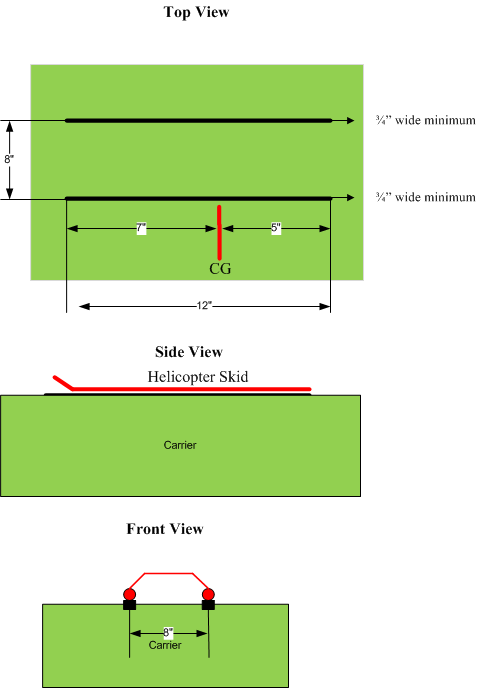 Top View
¾” wide minimum
8"
¾” wide minimum
7"
5"
CG
12"
Side View
Helicopter Skid
Carrier
Front View
8"
Carrier